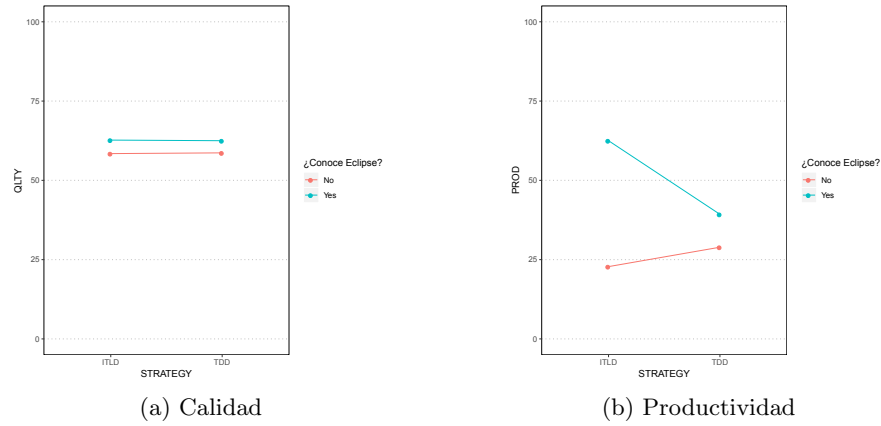 100
75
50
25
0
QLTY
ITLD
TDD
STRATEGY
¿Conoce Eclipse?
No
Yes
(a) Calidad
100
75
50
25
0
PROD
ITLD
TDD
STRATEGY
¿Conoce Eclipse?
No
Yes
(b) Productividad